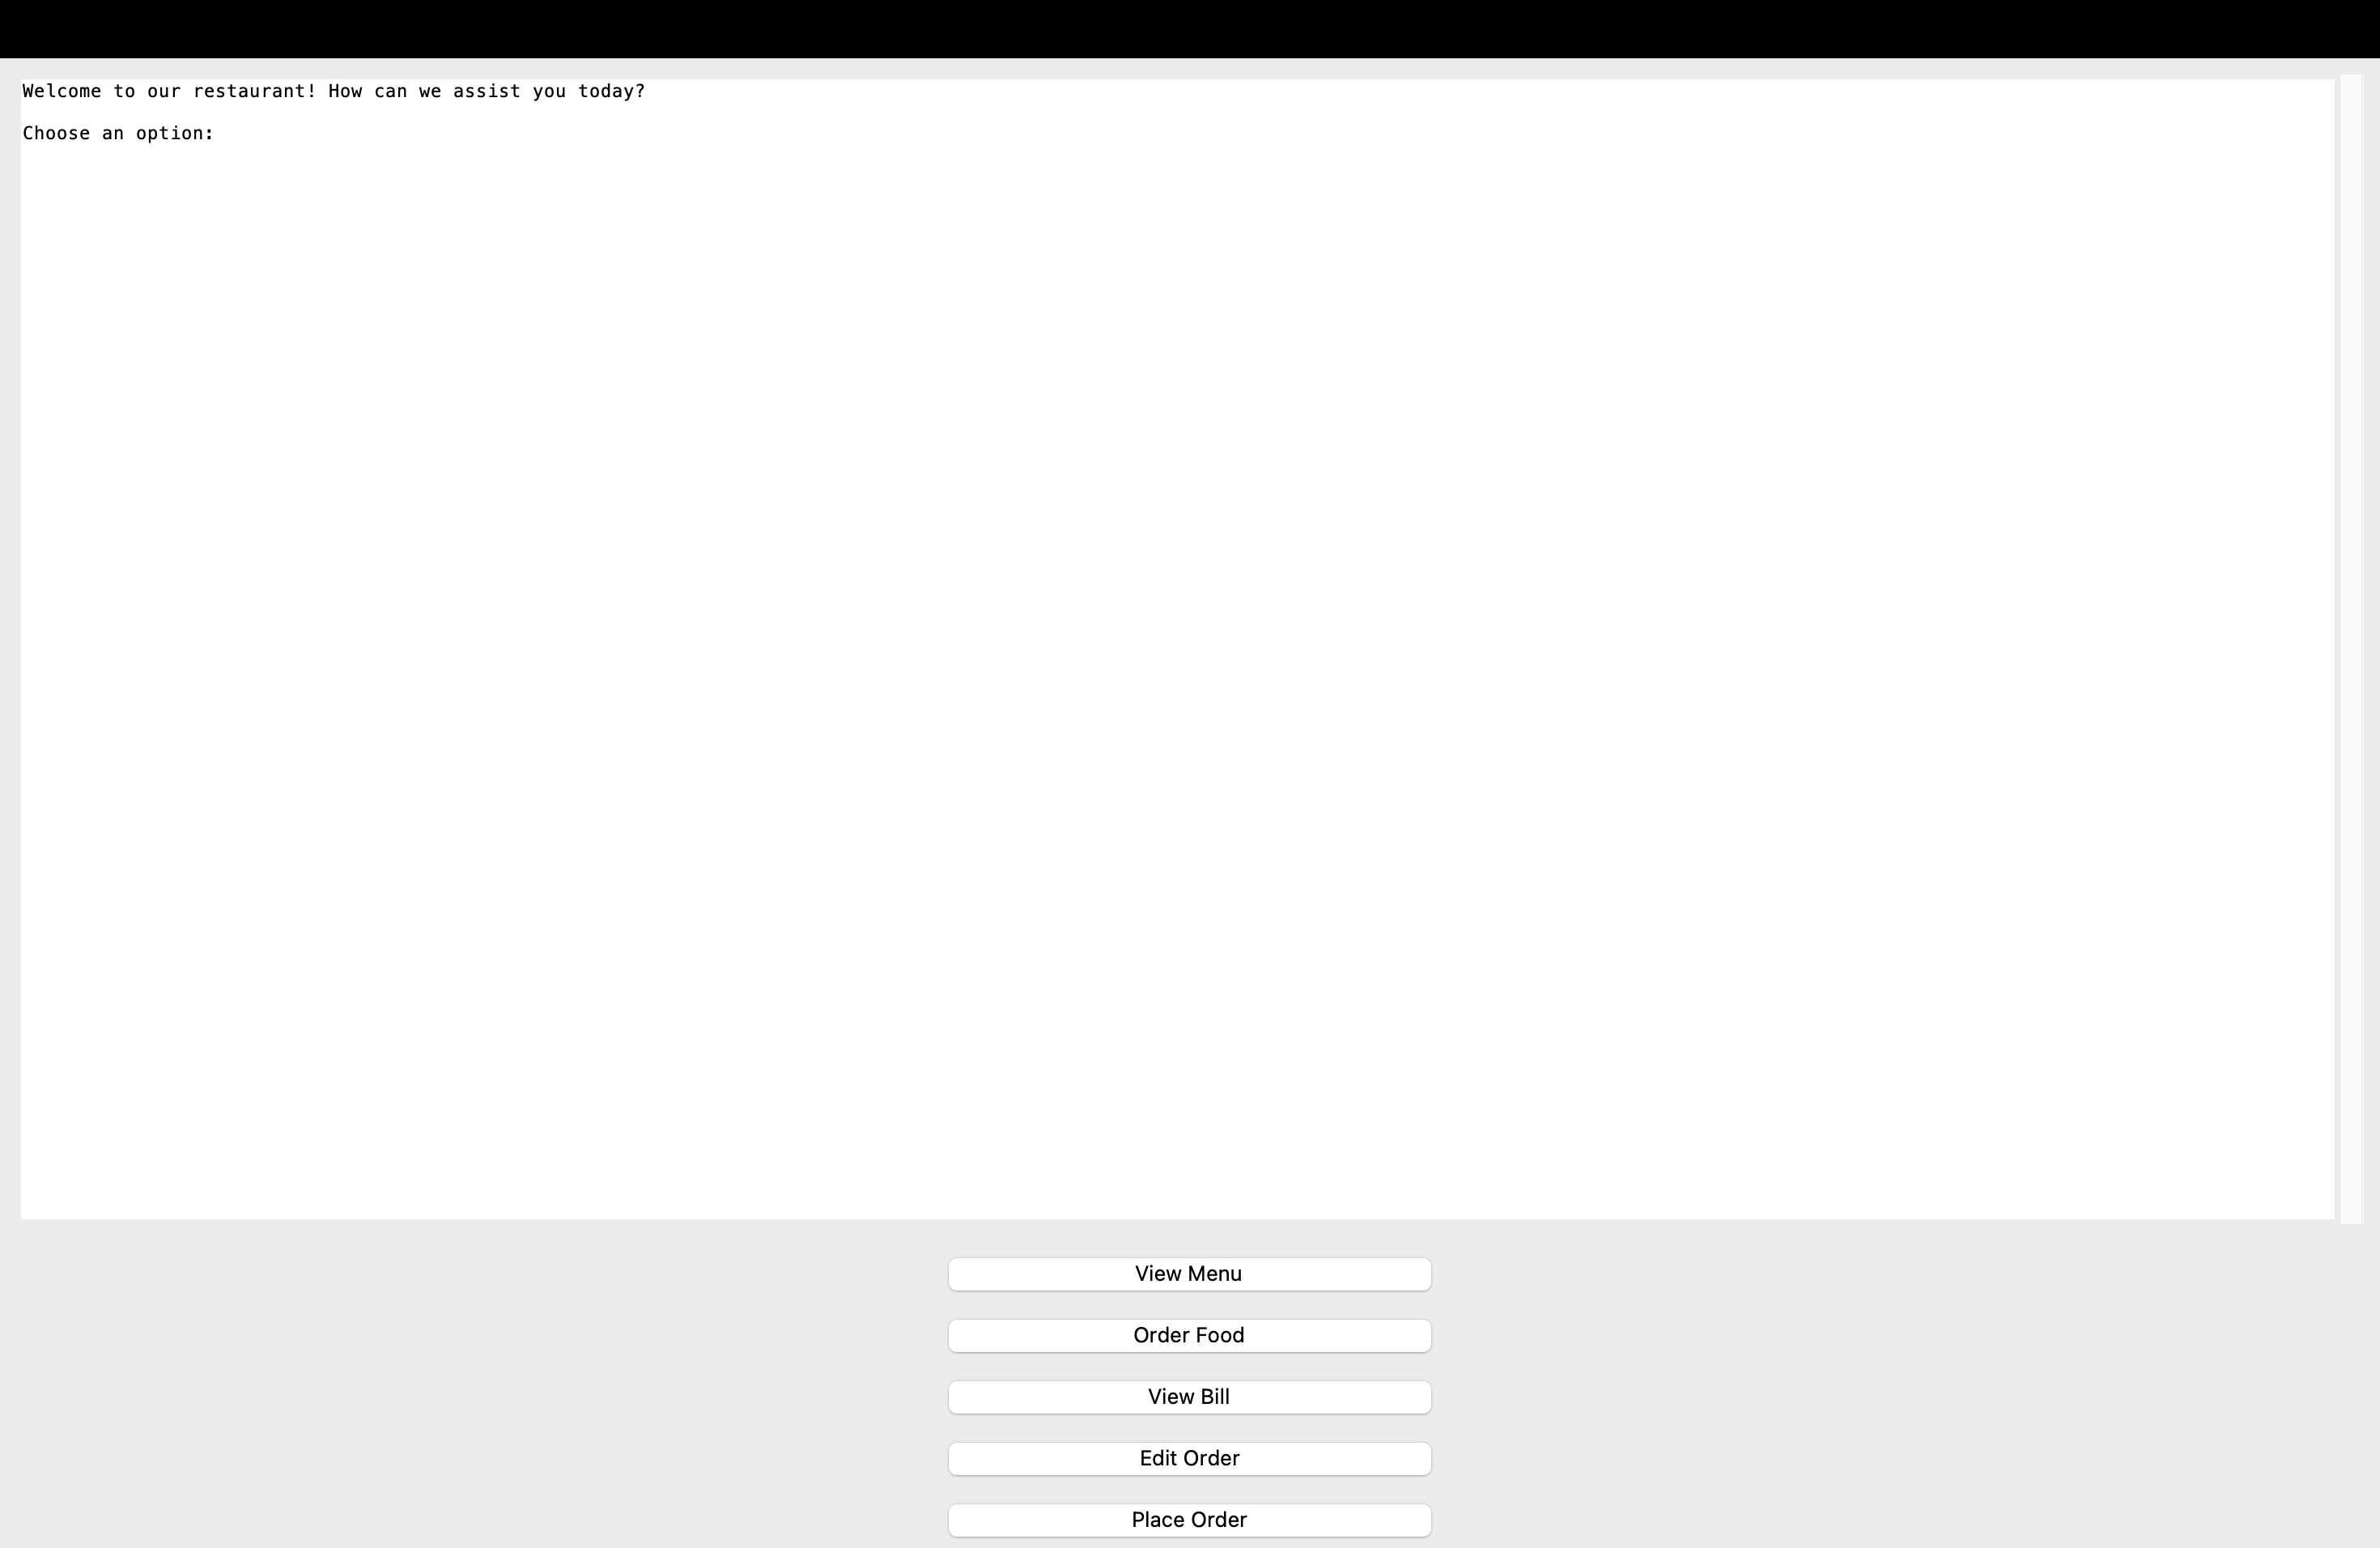 Welcome to our restaurant! How can we assist you today?
Choose an option:
View Menu
Order Food
View Bill
Edit Order
Place Order